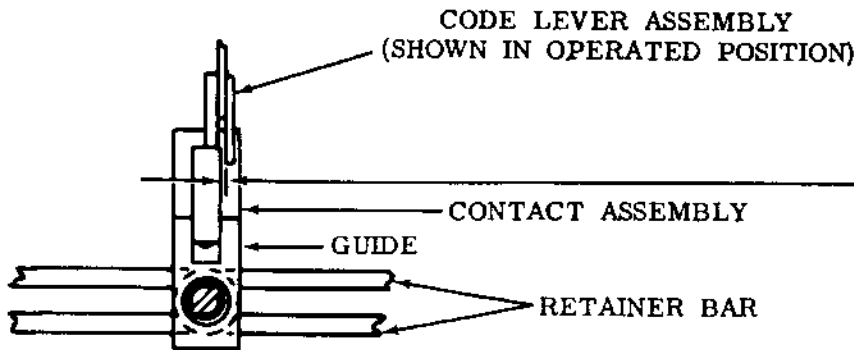 CODE LEVER ASSEMBLY
(SHOWN IN OPERATED POSITION)
CONTACT ASSEMBLY
GUIDE
RETAINER BAR